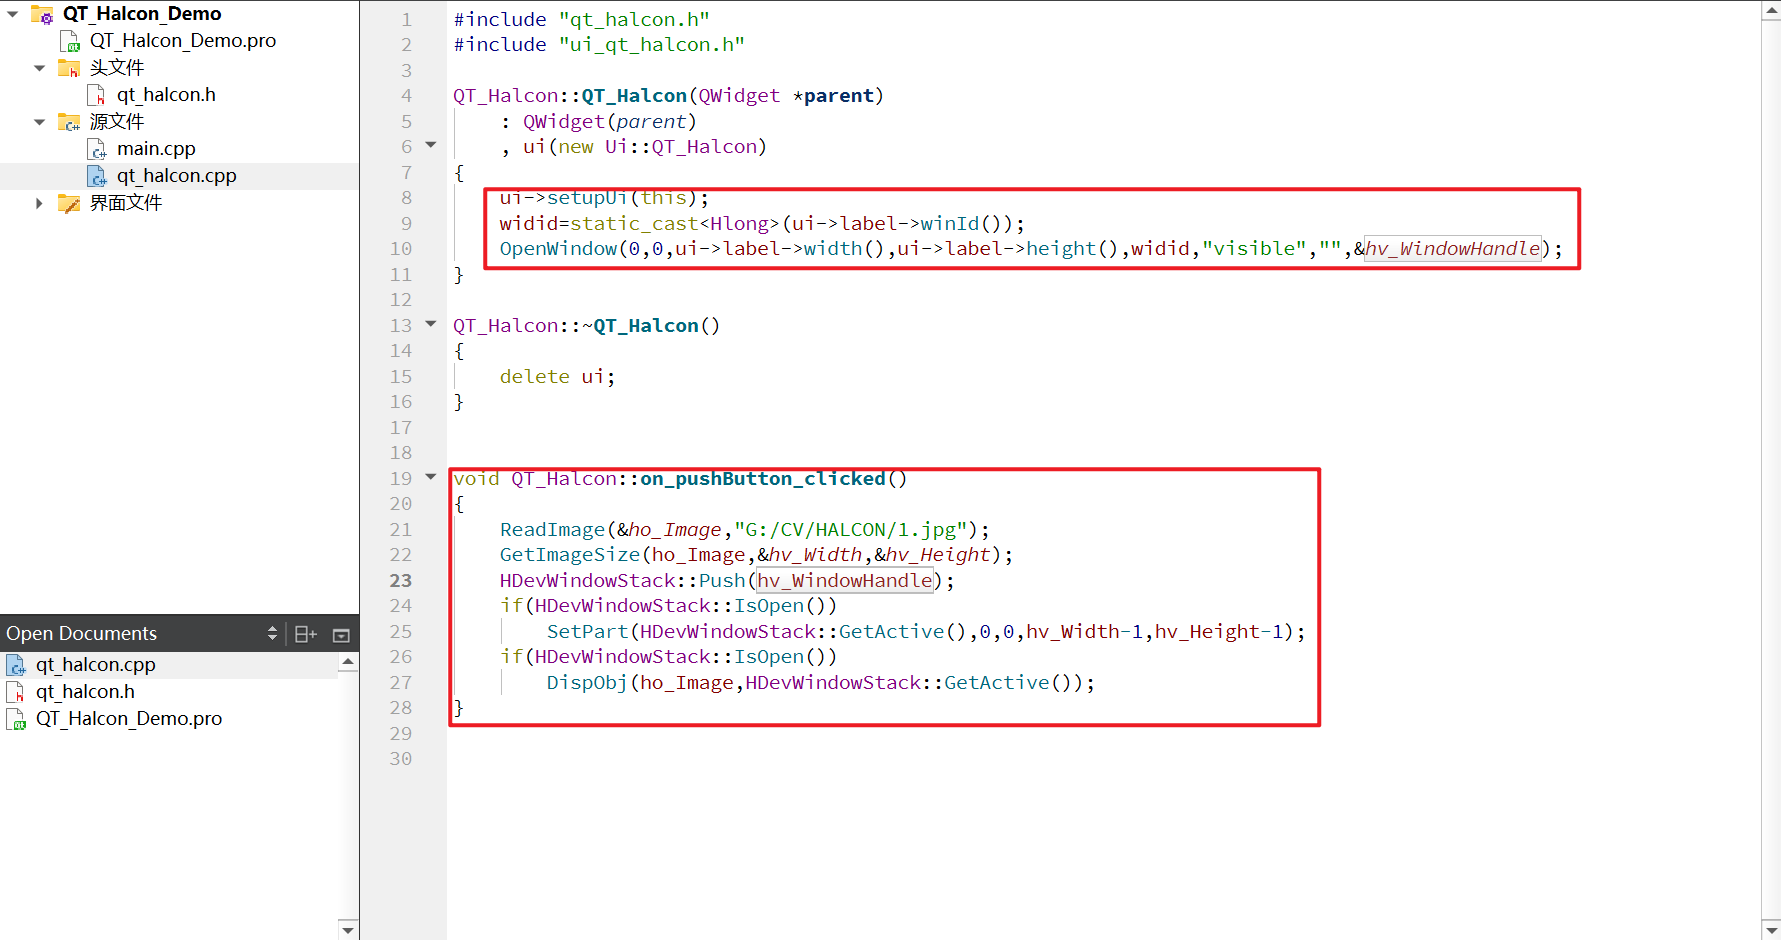 QT_Halcon_Demo
QT_Halcon_Demo.pro
头文件
qt_halcon.h
源文件
main.cpp
qt_halcon.cpp
界面文件
Open Documents
qt_halcon.cpp
qt_halcon.h
QT_Halcon_Demo.pro
1 #include "qt_halcon.h"
2 #include "ui_qt_halcon.h"
3
4 QT_Halcon::QT_Halcon(QWidget *parent)
5     : QWidget(parent)
6     , ui(new Ui::QT_Halcon)
7 {
8     ui->setupUi(this);
9     widid=static_cast<Hlong>(ui->label->winId());
10     OpenWindow(0,0,ui->label->width(),ui->label->height(),widid,"visible","",&hv_WindowHandle);
11 }
12
13 QT_Halcon::~QT_Halcon()
14 {
15     delete ui;
16 }
17
18
19 void QT_Halcon::on_pushButton_clicked()
20 {
21     ReadImage(&ho_Image,"G:/CV/HALCON/1.jpg");
22     GetImageSize(ho_Image,&hv_Width,&hv_Height);
23     HDevWindowStack::Push(hv_WindowHandle);
24     if(HDevWindowStack::IsOpen())
25         SetPart(HDevWindowStack::GetActive(),0,0,hv_Width-1,hv_Height-1);
26     if(HDevWindowStack::IsOpen())
27         DispObj(ho_Image,HDevWindowStack::GetActive());
28 }
29
30